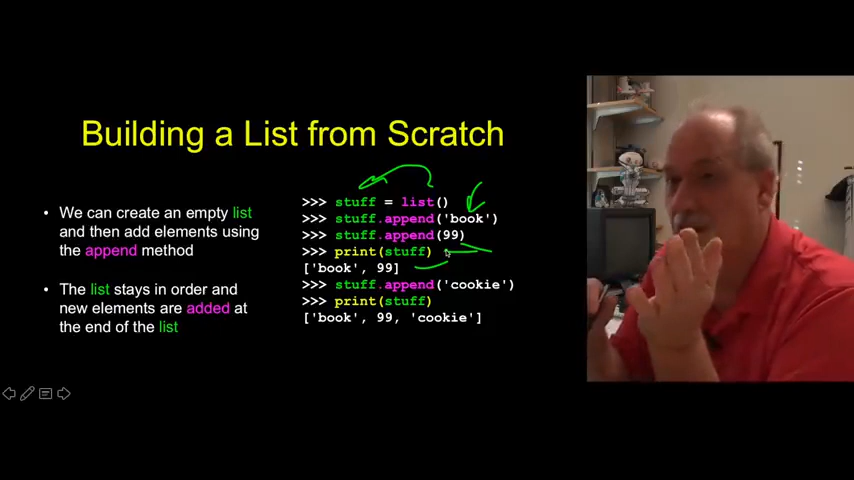 Building a List from Scratch
• We can create an empty list
and then add elements using
the append method
• The list stays in order and
new elements are added at
the end of the list
>>> stuff = list()
>>> stuff.append('book')
>>> stuff.append(99)
>>> print(stuff)
['book', 99]
>>> stuff.append('cookie')
>>> print(stuff)
['book', 99, 'cookie']